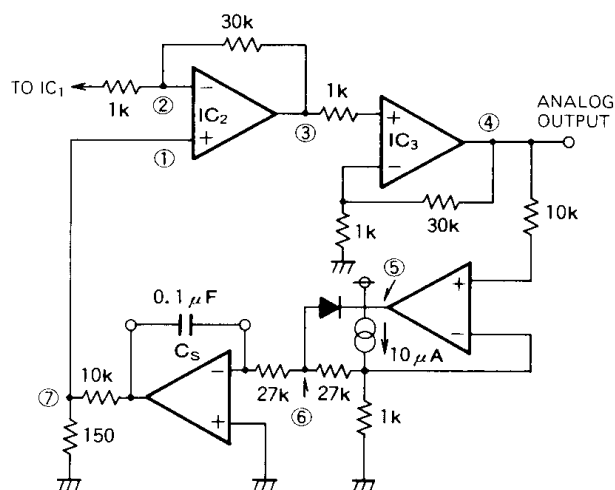 30k
TO IC₁
1k
②
−
IC₂
+
①
③
1k
+
IC₃
−
④
ANALOG
OUTPUT
30k
1k
10k
⑤
+
−
0.1 μF
Cs
10 μA
⑦
10k
−
27k
27k
+
⑥
1k
150